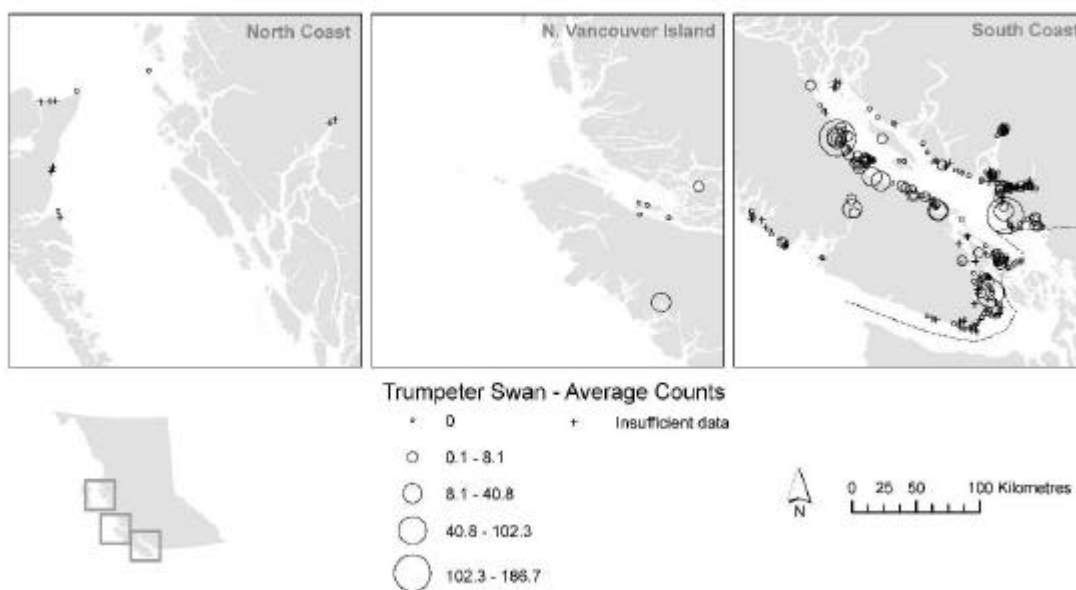 North Coast
N. Vancouver Island
South Coast
Trumpeter Swan - Average Counts
0 + Insufficient data
0.1 - 8.1
8.1 - 40.8
40.8 - 102.3
102.3 - 186.7
N
0 25 50 100 Kilometres